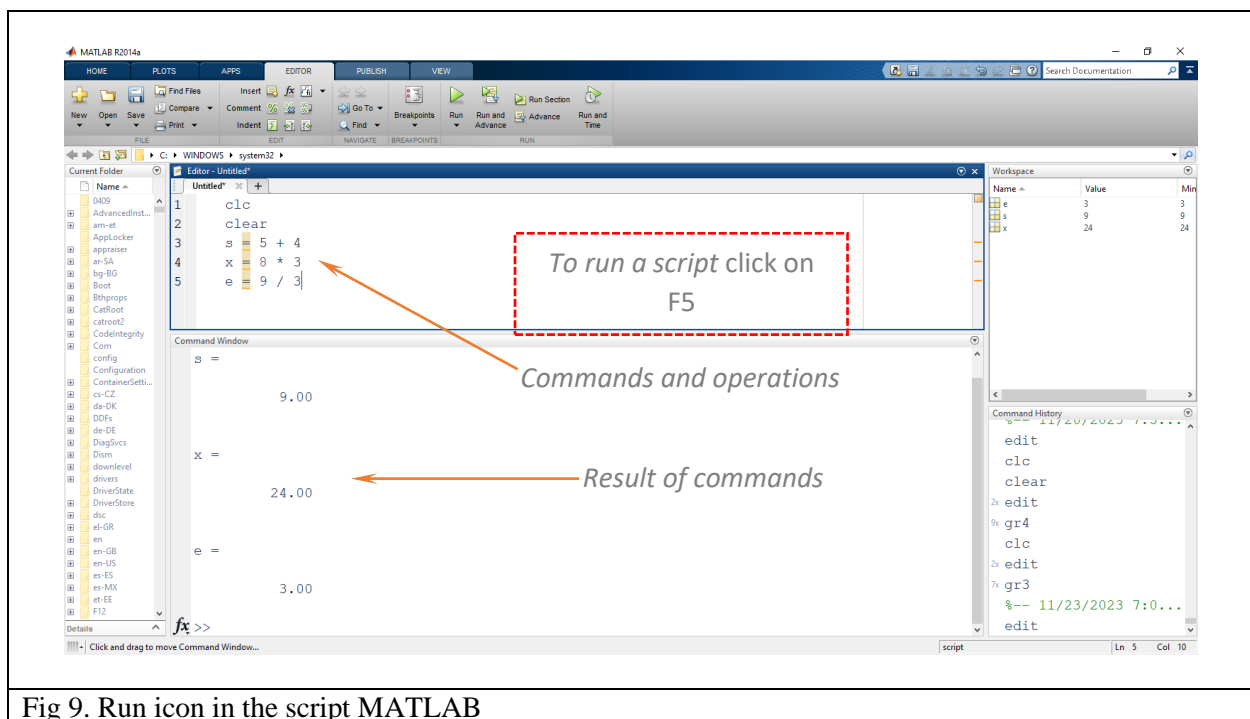 MATLAB R2014a
HOME PLOTS APPS EDITOR PUBLISH VIEW Search Documentation
New Open Save Find Files Compare Print
Insert fx Comment Indent
Go To Find
Breakpoints
Run Run and Advance Run Section Advance Run and Time
FILE EDIT NAVIGATE BREAKPOINTS RUN
C: WINDOWS system32
Current Folder
Name
0409
AdvancedInst...
am-et
AppLocker
appraiser
ar-SA
bg-BG
Boot
Bthprops
CatRoot
catroot2
CodeIntegrity
Com
config
Configuration
ContainerSetti...
cs-CZ
da-DK
DDFs
de-DE
DiagSvcs
Dism
downlevel
drivers
DriverState
DriverStore
dsc
el-GR
en
en-GB
en-US
es-ES
es-MX
et-EE
F12
Details
Editor - Untitled*
Untitled* × +
1 clc
2 clear
3 s = 5 + 4
4 x = 8 * 3
5 e = 9 / 3
To run a script click on
F5
Commands and operations
Command Window
s =
9.00
x =
24.00
Result of commands
e =
3.00
fx >>
Workspace
Name Value Min
e 3 3
s 9 9
x 24 24
Command History
edit
clc
clear
2x edit
9x gr4
clc
2x edit
7x gr3
%-- 11/23/2023 7:0...
edit
Click and drag to move Command Window... script Ln 5 Col 10
Fig 9. Run icon in the script MATLAB